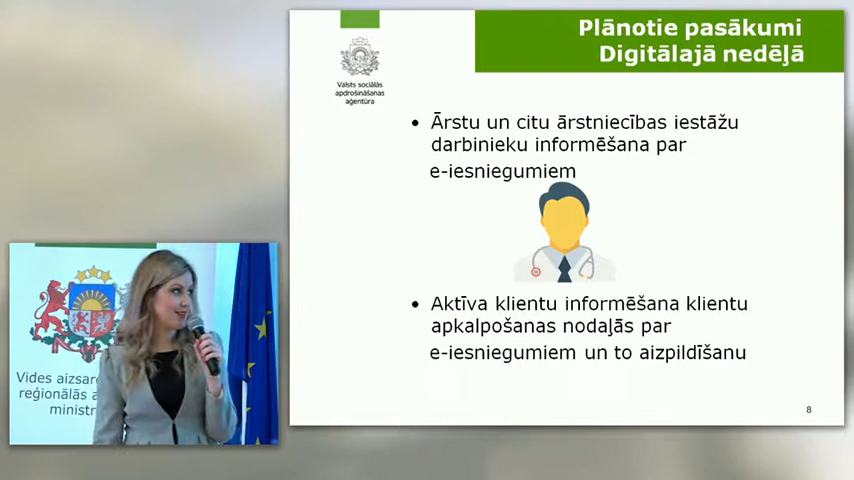 Plānotie pasākumi
Digitālajā nedēļā
Valsts sociālās
apdrošināšanas
aģentūra
• Ārstu un citu ārstniecības iestāžu
darbinieku informēšana par
e-iesniegumiem
• Aktīva klientu informēšana klientu
apkalpošanas nodaļās par
e-iesniegumiem un to aizpildīšanu
8
Vides aizsar
reģionālās a
ministr